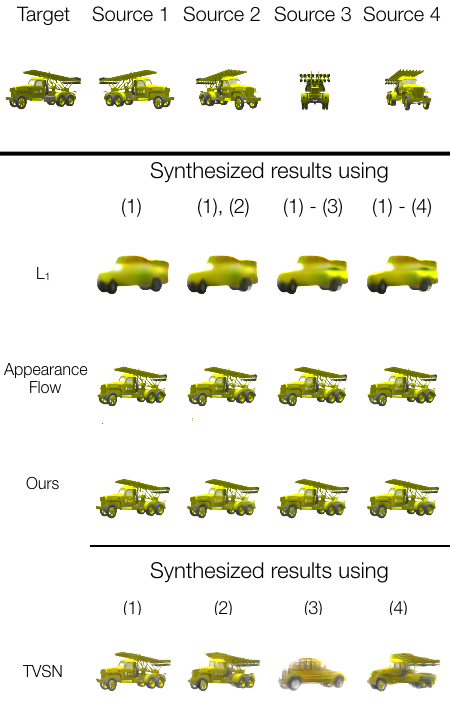 Target Source 1 Source 2 Source 3 Source 4
Synthesized results using
(1) (1), (2) (1) - (3) (1) - (4)
L₁
Appearance
Flow
Ours
Synthesized results using
(1) (2) (3) (4)
TVSN